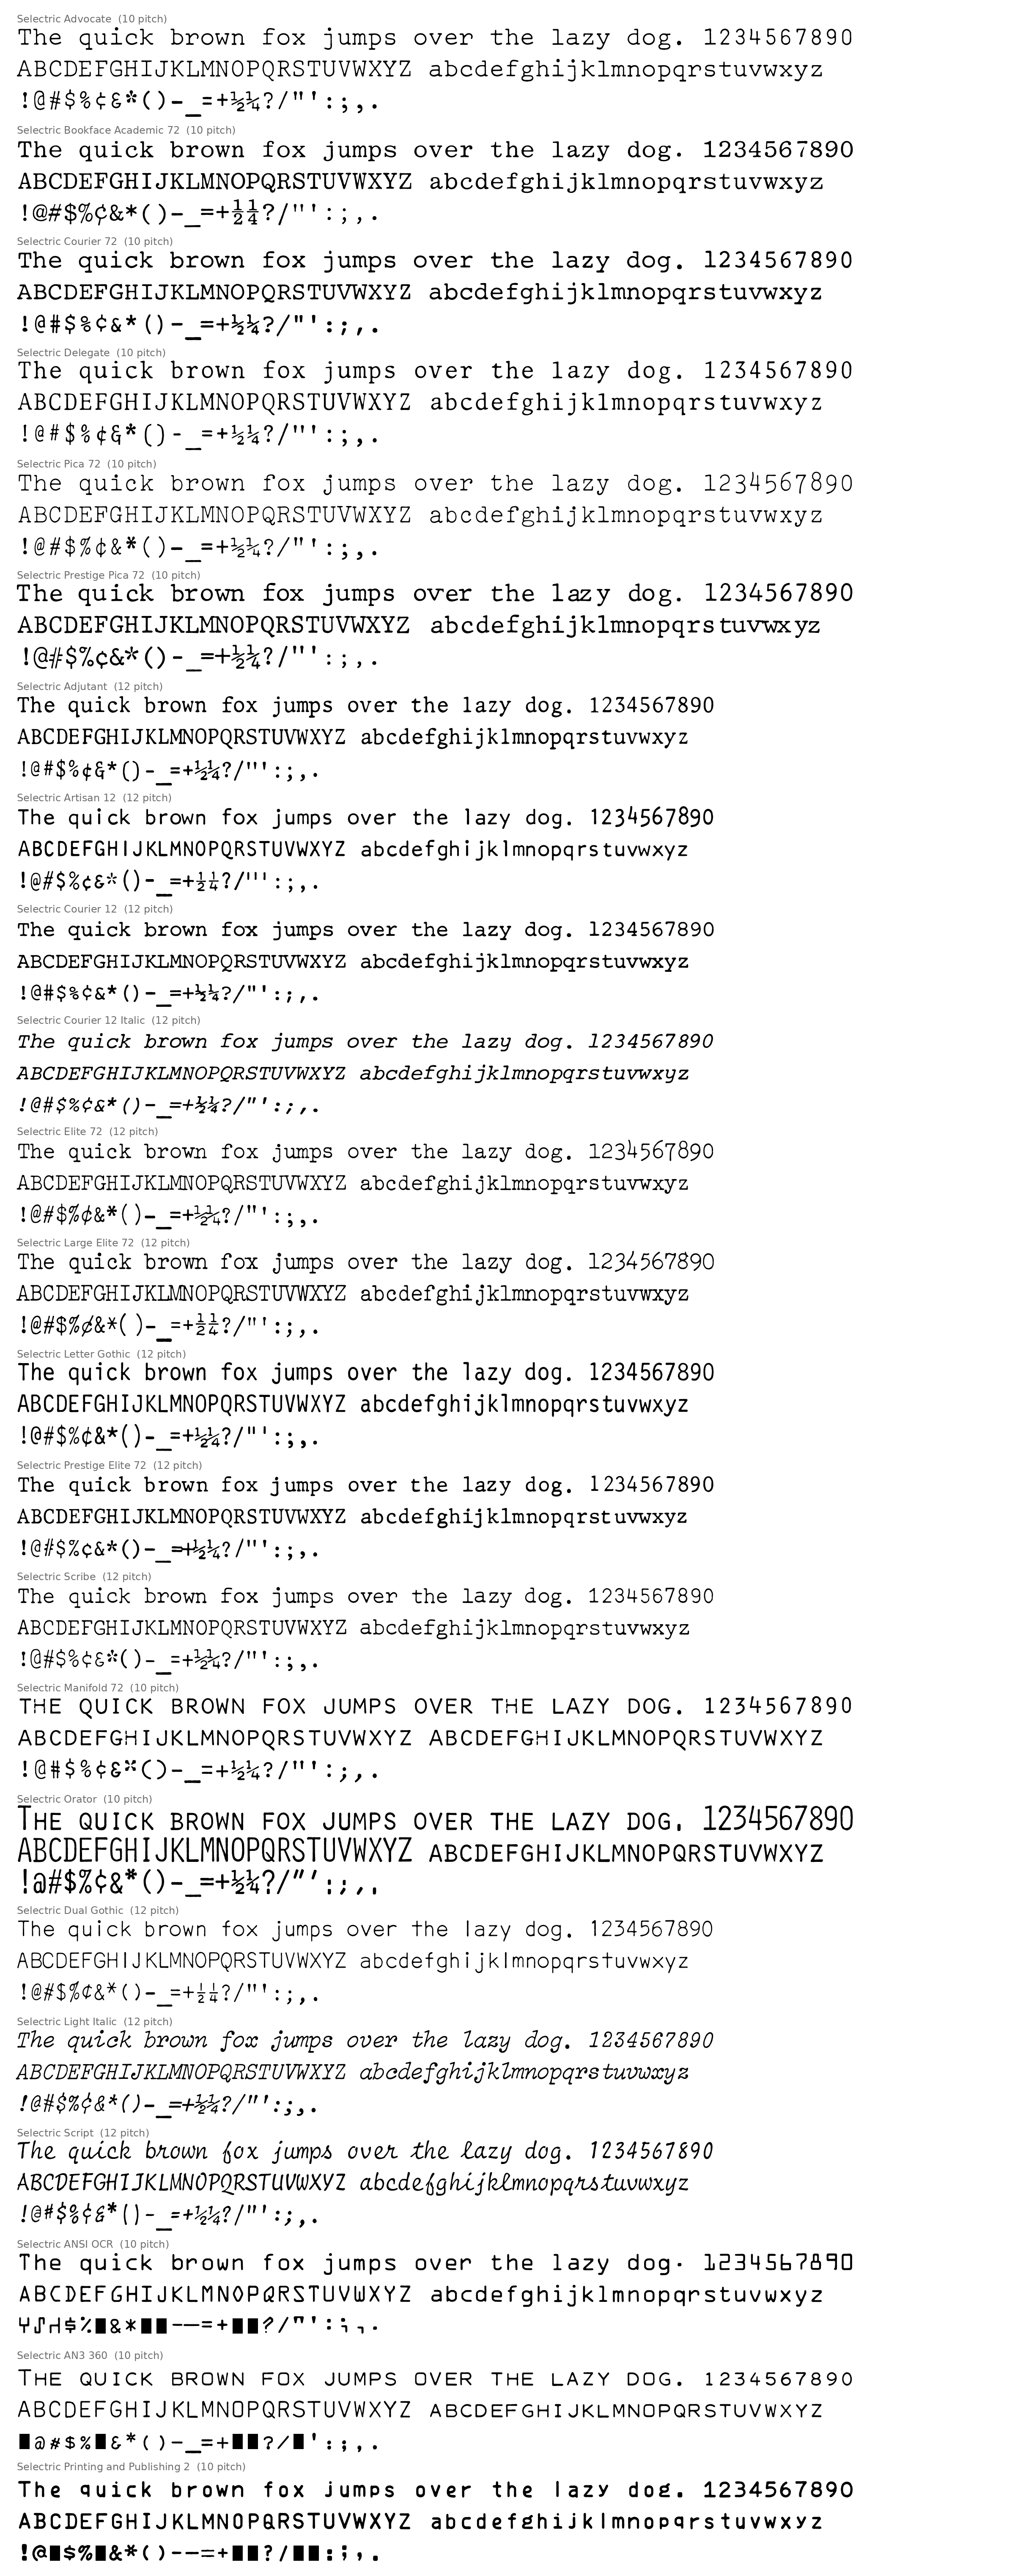 Selectric Advocate (10 pitch)
The quick brown fox jumps over the lazy dog. 1234567890
ABCDEFGHIJKLMNOPQRSTUVWXYZ abcdefghijklmnopqrstuvwxyz
!@#$%¢&*()-_=+½¼?/"':;,.
Selectric Bookface Academic 72 (10 pitch)
The quick brown fox jumps over the lazy dog. 1234567890
ABCDEFGHIJKLMNOPQRSTUVWXYZ abcdefghijklmnopqrstuvwxyz
!@#$%¢&*()-_=+½¼?/"':;,.
Selectric Courier 72 (10 pitch)
The quick brown fox jumps over the lazy dog. 1234567890
ABCDEFGHIJKLMNOPQRSTUVWXYZ abcdefghijklmnopqrstuvwxyz
!@#$%¢&*()-_=+½¼?/"':;,.
Selectric Delegate (10 pitch)
The quick brown fox jumps over the lazy dog. 1234567890
ABCDEFGHIJKLMNOPQRSTUVWXYZ abcdefghijklmnopqrstuvwxyz
!@#$%¢&*()-_=+½¼?/"':;,.
Selectric Pica 72 (10 pitch)
The quick brown fox jumps over the lazy dog. 1234567890
ABCDEFGHIJKLMNOPQRSTUVWXYZ abcdefghijklmnopqrstuvwxyz
!@#$%¢&*()-_=+½¼?/"':;,.
Selectric Prestige Pica 72 (10 pitch)
The quick brown fox jumps over the lazy dog. 1234567890
ABCDEFGHIJKLMNOPQRSTUVWXYZ abcdefghijklmnopqrstuvwxyz
!@#$%¢&*()-_=+½¼?/"':;,.
Selectric Adjutant (12 pitch)
The quick brown fox jumps over the lazy dog. 1234567890
ABCDEFGHIJKLMNOPQRSTUVWXYZ abcdefghijklmnopqrstuvwxyz
!@#$%¢&*()-_=+½¼?/"':;,.
Selectric Artisan 12 (12 pitch)
The quick brown fox jumps over the lazy dog. 1234567890
ABCDEFGHIJKLMNOPQRSTUVWXYZ abcdefghijklmnopqrstuvwxyz
!@#$%¢&*()-_=+½¼?/"':;,.
Selectric Courier 12 (12 pitch)
The quick brown fox jumps over the lazy dog. 1234567890
ABCDEFGHIJKLMNOPQRSTUVWXYZ abcdefghijklmnopqrstuvwxyz
!@#$%¢&*()-_=+½¼?/"':;,.
Selectric Courier 12 Italic (12 pitch)
The quick brown fox jumps over the lazy dog. 1234567890
ABCDEFGHIJKLMNOPQRSTUVWXYZ abcdefghijklmnopqrstuvwxyz
!@#$%¢&*()-_=+½¼?/"':;,.
Selectric Elite 72 (12 pitch)
The quick brown fox jumps over the lazy dog. 1234567890
ABCDEFGHIJKLMNOPQRSTUVWXYZ abcdefghijklmnopqrstuvwxyz
!@#$%¢&*()-_=+½¼?/"':;,.
Selectric Large Elite 72 (12 pitch)
The quick brown fox jumps over the lazy dog. 1234567890
ABCDEFGHIJKLMNOPQRSTUVWXYZ abcdefghijklmnopqrstuvwxyz
!@#$%¢&*()-_=+½¼?/"':;,.
Selectric Letter Gothic (12 pitch)
The quick brown fox jumps over the lazy dog. 1234567890
ABCDEFGHIJKLMNOPQRSTUVWXYZ abcdefghijklmnopqrstuvwxyz
!@#$%¢&*()-_=+½¼?/"':;,.
Selectric Prestige Elite 72 (12 pitch)
The quick brown fox jumps over the lazy dog. 1234567890
ABCDEFGHIJKLMNOPQRSTUVWXYZ abcdefghijklmnopqrstuvwxyz
!@#$%¢&*()-_=+½¼?/"':;,.
Selectric Scribe (12 pitch)
The quick brown fox jumps over the lazy dog. 1234567890
ABCDEFGHIJKLMNOPQRSTUVWXYZ abcdefghijklmnopqrstuvwxyz
!@#$%¢&*()-_=+½¼?/"':;,.
Selectric Manifold 72 (10 pitch)
THE QUICK BROWN FOX JUMPS OVER THE LAZY DOG. 1234567890
ABCDEFGHIJKLMNOPQRSTUVWXYZ ABCDEFGHIJKLMNOPQRSTUVWXYZ
!@#$%¢&*()-_=+½¼?/"':;,.
Selectric Orator (10 pitch)
THE QUICK BROWN FOX JUMPS OVER THE LAZY DOG. 1234567890
ABCDEFGHIJKLMNOPQRSTUVWXYZ ABCDEFGHIJKLMNOPQRSTUVWXYZ
!@#$%¢&*()-_=+½¼?/"':;,.
Selectric Dual Gothic (12 pitch)
The quick brown fox jumps over the lazy dog. 1234567890
ABCDEFGHIJKLMNOPQRSTUVWXYZ abcdefghijklmnopqrstuvwxyz
!@#$%¢&*()-_=+½¼?/"':;,.
Selectric Light Italic (12 pitch)
The quick brown fox jumps over the lazy dog. 1234567890
ABCDEFGHIJKLMNOPQRSTUVWXYZ abcdefghijklmnopqrstuvwxyz
!@#$%¢&*()-_=+½¼?/"':;,.
Selectric Script (12 pitch)
The quick brown fox jumps over the lazy dog. 1234567890
ABCDEFGHIJKLMNOPQRSTUVWXYZ abcdefghijklmnopqrstuvwxyz
!@#$%¢&*()-_=+½¼?/"':;,.
Selectric ANSI OCR (10 pitch)
The quick brown fox jumps over the lazy dog. 1234567890
ABCDEFGHIJKLMNOPQRSTUVWXYZ abcdefghijklmnopqrstuvwxyz
⑂⑀⑁$%■&*■■-—=+■■?/"':;,.
Selectric AN3 360 (10 pitch)
THE QUICK BROWN FOX JUMPS OVER THE LAZY DOG. 1234567890
ABCDEFGHIJKLMNOPQRSTUVWXYZ ABCDEFGHIJKLMNOPQRSTUVWXYZ
■@#$%■&*()-_=+■■?/■':;,.
Selectric Printing and Publishing 2 (10 pitch)
The quick brown fox jumps over the lazy dog. 1234567890
ABCDEFGHIJKLMNOPQRSTUVWXYZ abcdefghijklmnopqrstuvwxyz
!@■$%■&*()-—=+■■?/■■:;,.